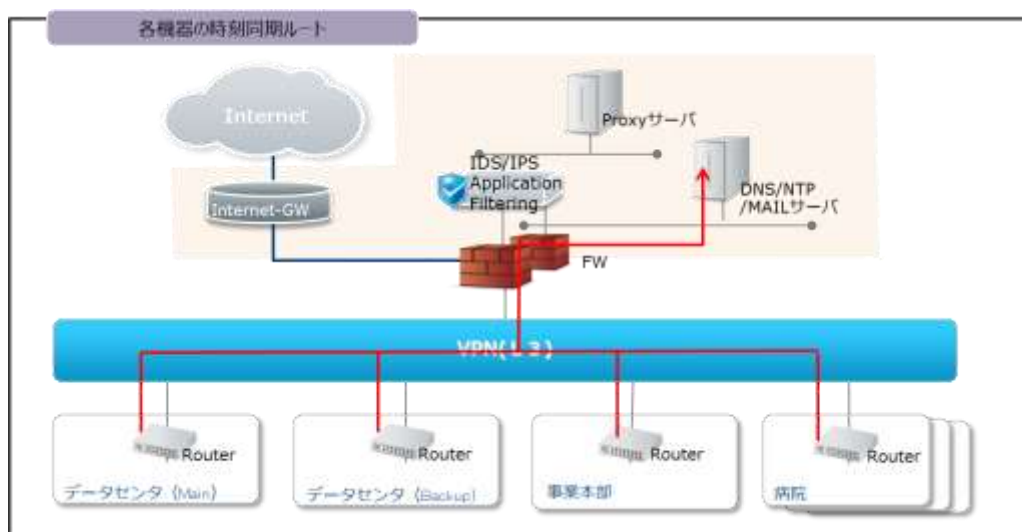 各機器の時刻同期ルート
Internet
Proxyサーバ
IDS/IPS
Application
Filtering
DNS/NTP
/MAILサーバ
Internet-GW
FW
VPN(L3)
Router
Router
Router
Router
データセンタ (Main)
データセンタ (Backup)
事業本部
病院